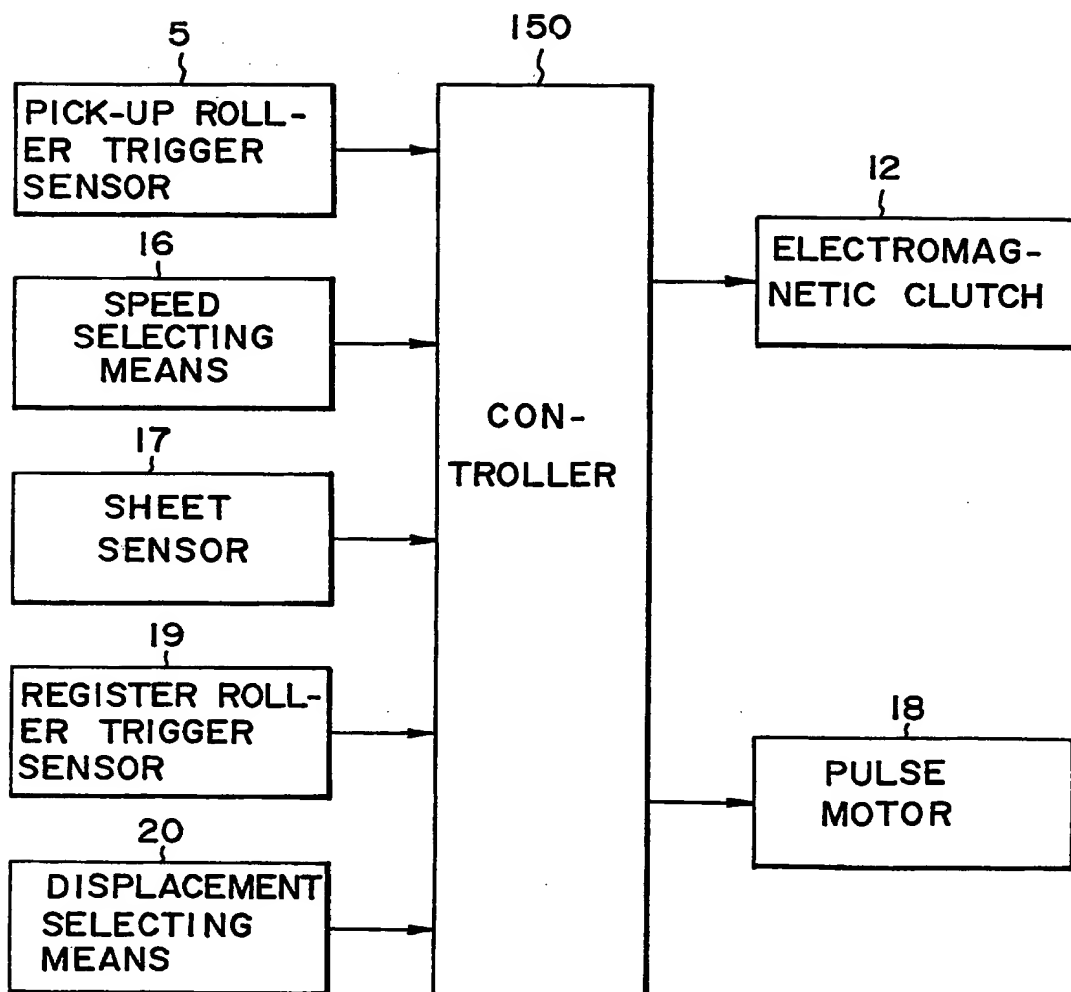 5
PICK-UP ROLL-
ER TRIGGER
SENSOR
16
SPEED
SELECTING
MEANS
17
SHEET
SENSOR
19
REGISTER ROLL-
ER TRIGGER
SENSOR
20
DISPLACEMENT
SELECTING
MEANS
150
CON-
TROLLER
12
ELECTROMAG-
NETIC CLUTCH
18
PULSE
MOTOR